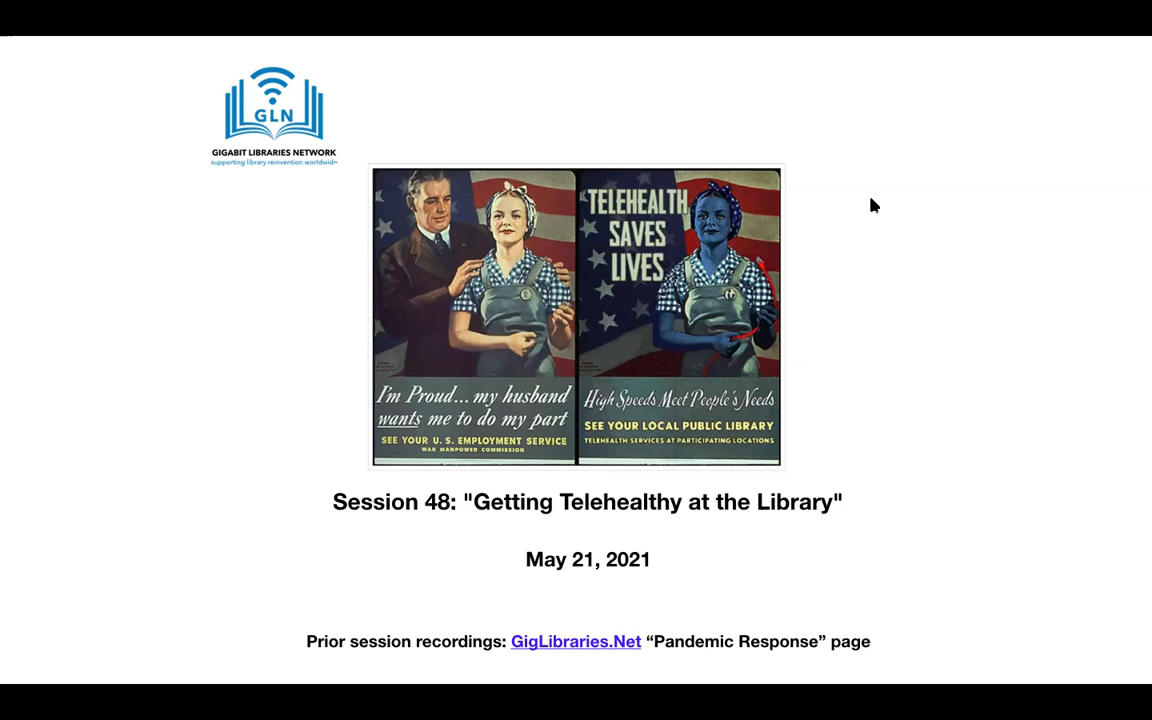 GLN
GIGABIT LIBRARIES NETWORK
supporting library reinvention worldwide
I'm Proud... my husband
wants me to do my part
SEE YOUR U. S. EMPLOYMENT SERVICE
WAR MANPOWER COMMISSION
TELEHEALTH
SAVES
LIVES
High Speeds Meet People's Needs
SEE YOUR LOCAL PUBLIC LIBRARY
TELEHEALTH SERVICES AT PARTICIPATING LOCATIONS
Session 48: "Getting Telehealthy at the Library"
May 21, 2021
Prior session recordings: GigLibraries.Net “Pandemic Response” page